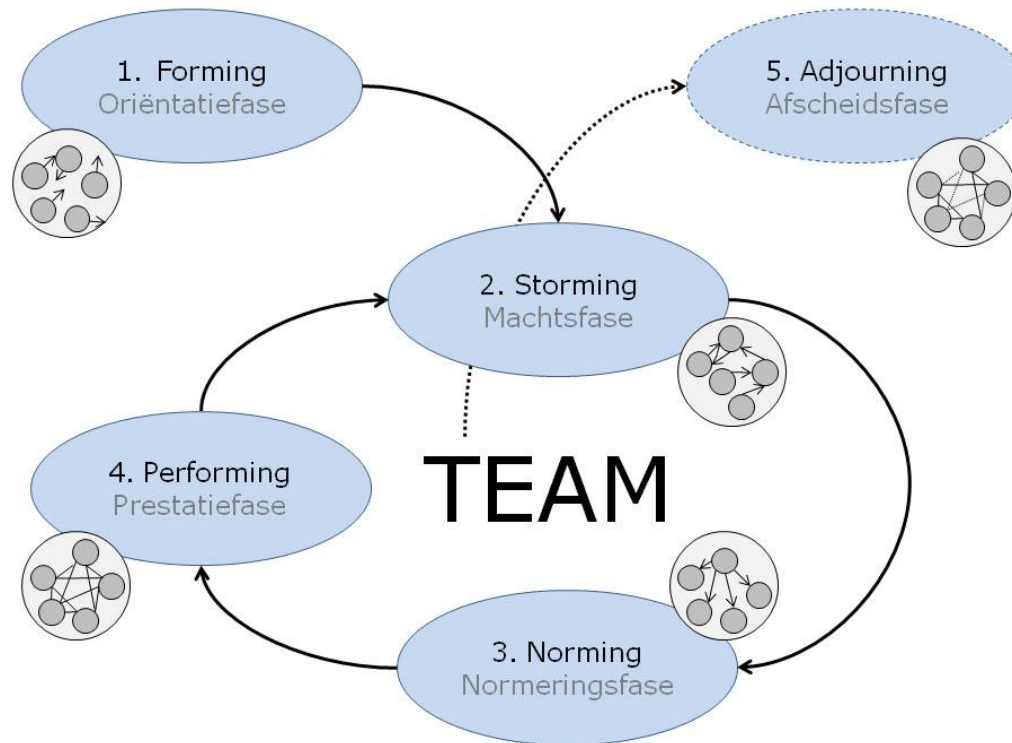 1. Forming
Oriëntatiefase
5. Adjourning
Afscheidsfase
2. Storming
Machtsfase
4. Performing
Prestatiefase
TEAM
3. Norming
Normeringsfase